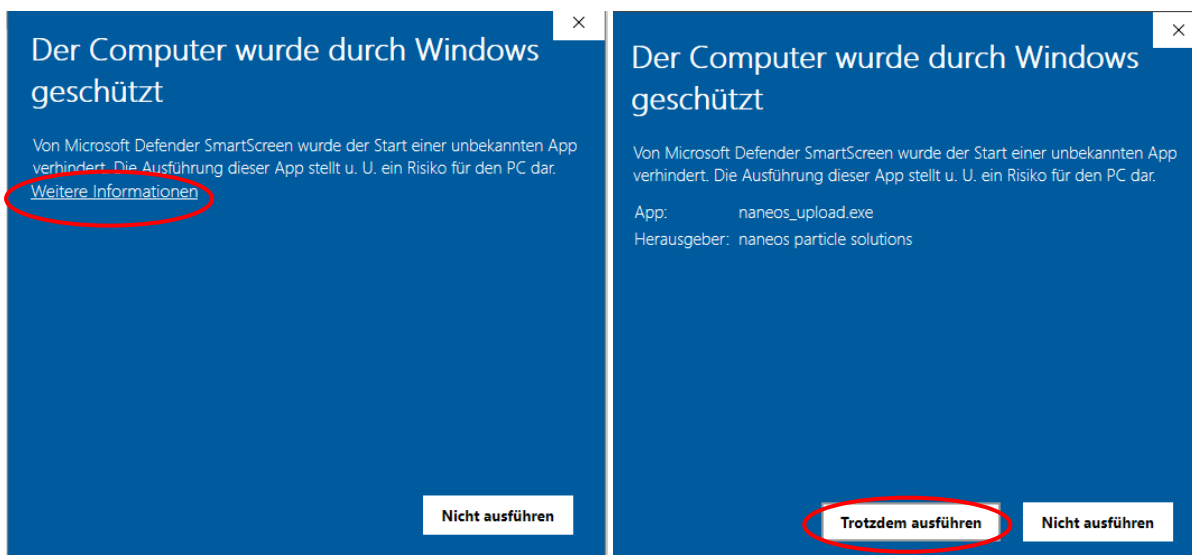 Der Computer wurde durch Windows
geschützt
Von Microsoft Defender SmartScreen wurde der Start einer unbekannten App
verhindert. Die Ausführung dieser App stellt u. U. ein Risiko für den PC dar.
Weitere Informationen
Nicht ausführen
Der Computer wurde durch Windows
geschützt
Von Microsoft Defender SmartScreen wurde der Start einer unbekannten App
verhindert. Die Ausführung dieser App stellt u. U. ein Risiko für den PC dar.
App: naneos_upload.exe
Herausgeber: naneos particle solutions
Trotzdem ausführen Nicht ausführen